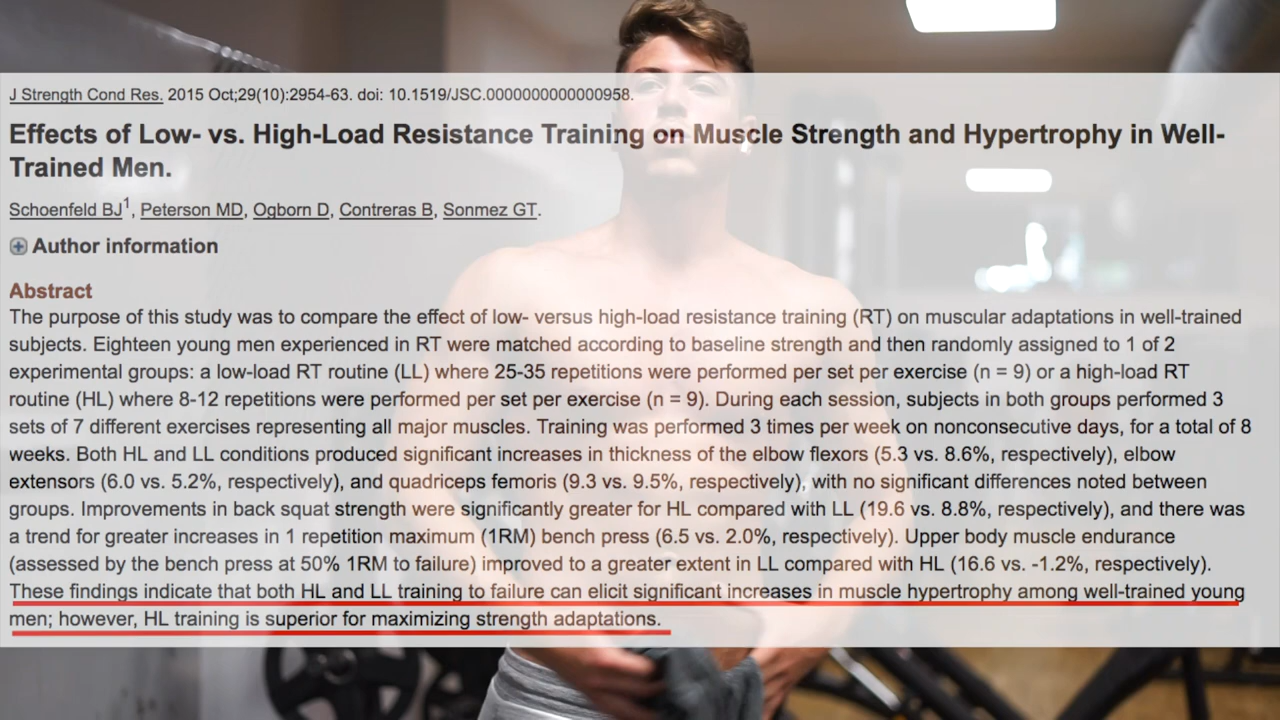 J Strength Cond Res. 2015 Oct;29(10):2954-63. doi: 10.1519/JSC.0000000000000958.
Effects of Low- vs. High-Load Resistance Training on Muscle Strength and Hypertrophy in Well-
Trained Men.
Schoenfeld BJ1, Peterson MD, Ogborn D, Contreras B, Sonmez GT.
Author information
Abstract
The purpose of this study was to compare the effect of low- versus high-load resistance training (RT) on muscular adaptations in well-trained
subjects. Eighteen young men experienced in RT were matched according to baseline strength and then randomly assigned to 1 of 2
experimental groups: a low-load RT routine (LL) where 25-35 repetitions were performed per set per exercise (n = 9) or a high-load RT
routine (HL) where 8-12 repetitions were performed per set per exercise (n = 9). During each session, subjects in both groups performed 3
sets of 7 different exercises representing all major muscles. Training was performed 3 times per week on nonconsecutive days, for a total of 8
weeks. Both HL and LL conditions produced significant increases in thickness of the elbow flexors (5.3 vs. 8.6%, respectively), elbow
extensors (6.0 vs. 5.2%, respectively), and quadriceps femoris (9.3 vs. 9.5%, respectively), with no significant differences noted between
groups. Improvements in back squat strength were significantly greater for HL compared with LL (19.6 vs. 8.8%, respectively), and there was
a trend for greater increases in 1 repetition maximum (1RM) bench press (6.5 vs. 2.0%, respectively). Upper body muscle endurance
(assessed by the bench press at 50% 1RM to failure) improved to a greater extent in LL compared with HL (16.6 vs. -1.2%, respectively).
These findings indicate that both HL and LL training to failure can elicit significant increases in muscle hypertrophy among well-trained young
men; however, HL training is superior for maximizing strength adaptations.